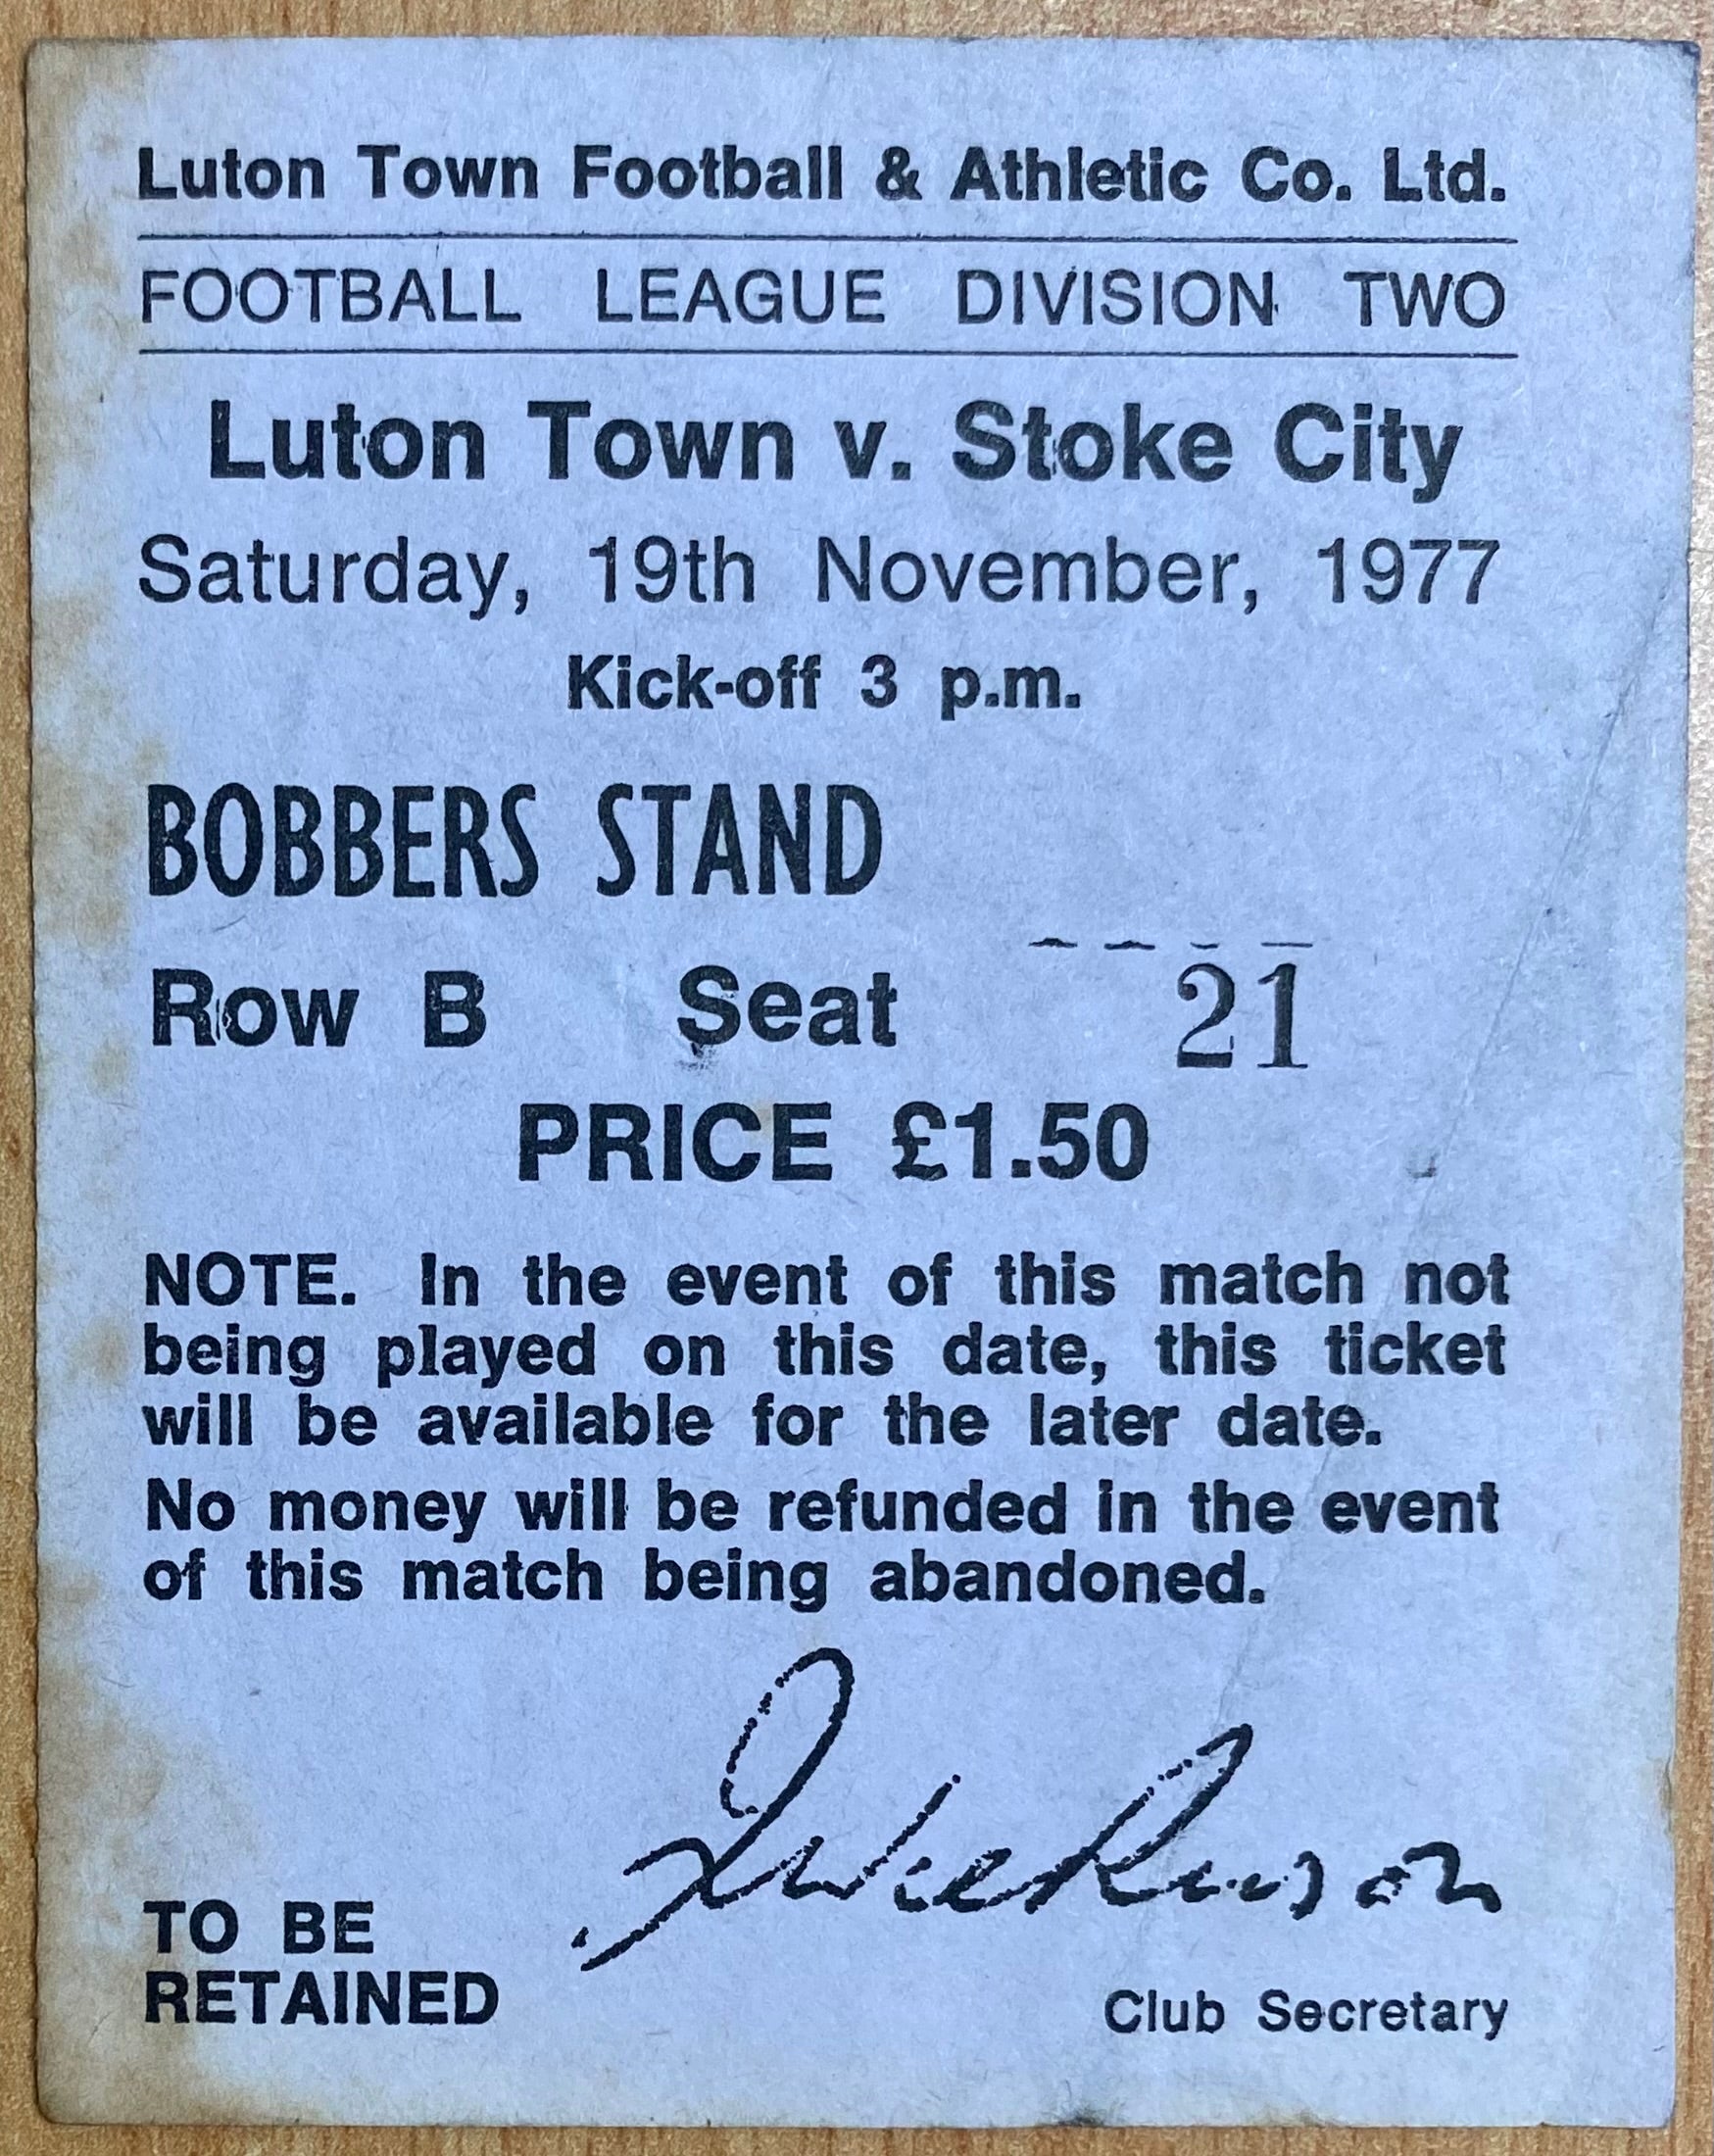 Luton Town Football & Athletic Co. Ltd.
FOOTBALL LEAGUE DIVISION TWO
Luton Town v. Stoke City
Saturday, 19th November, 1977
Kick-off 3 p.m.
BOBBERS STAND
Row B Seat 21
PRICE £1.50
NOTE. In the event of this match not
being played on this date, this ticket
will be available for the later date.
No money will be refunded in the event
of this match being abandoned.
TO BE
RETAINED
Club Secretary